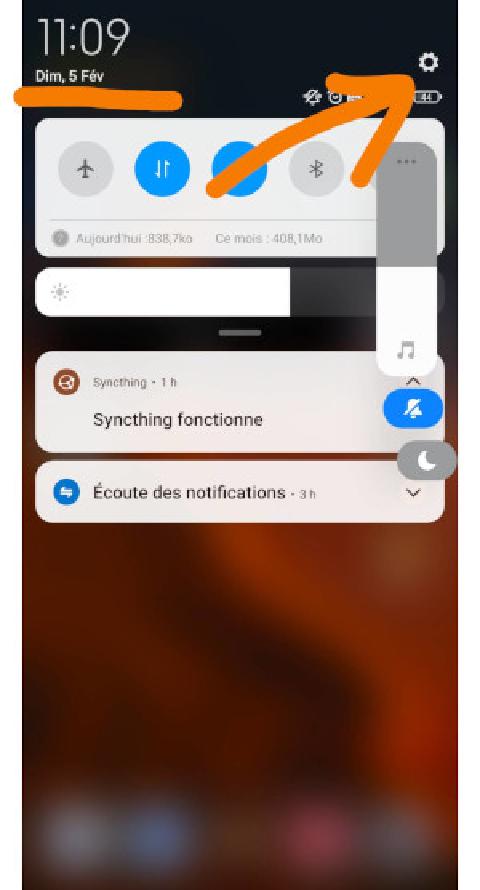 11:09
Dim, 5 Fév
44
Aujourd'hui :838,7ko Ce mois : 408,1Mo
Syncthing • 1 h
Syncthing fonctionne
Écoute des notifications • 3 h